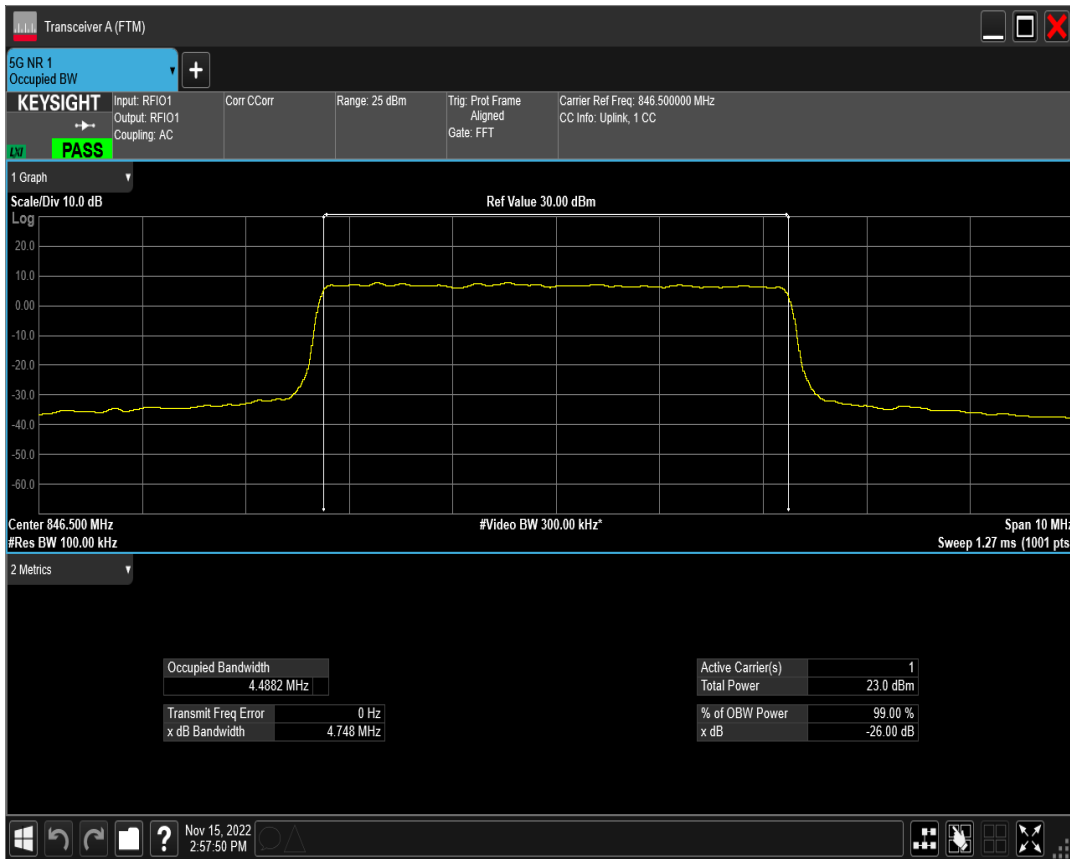 Transceiver A (FTM)
5G NR 1
Occupied BW
+
KEYSIGHT
LXI
PASS
Input: RFIO1
Output: RFIO1
Coupling: AC
Corr CCorr
Range: 25 dBm
Trig: Prot Frame
Aligned
Gate: FFT
Carrier Ref Freq: 846.500000 MHz
CC Info: Uplink, 1 CC
1 Graph
Scale/Div 10.0 dB
Ref Value 30.00 dBm
Log
20.0
10.0
0.00
-10.0
-20.0
-30.0
-40.0
-50.0
-60.0
Center 846.500 MHz
#Video BW 300.00 kHz*
Span 10 MHz
#Res BW 100.00 kHz
Sweep 1.27 ms (1001 pts
2 Metrics
Occupied Bandwidth
4.4882 MHz
Transmit Freq Error 0 Hz
x dB Bandwidth 4.748 MHz
Active Carrier(s) 1
Total Power 23.0 dBm
% of OBW Power 99.00 %
x dB -26.00 dB
?
Nov 15, 2022
2:57:50 PM